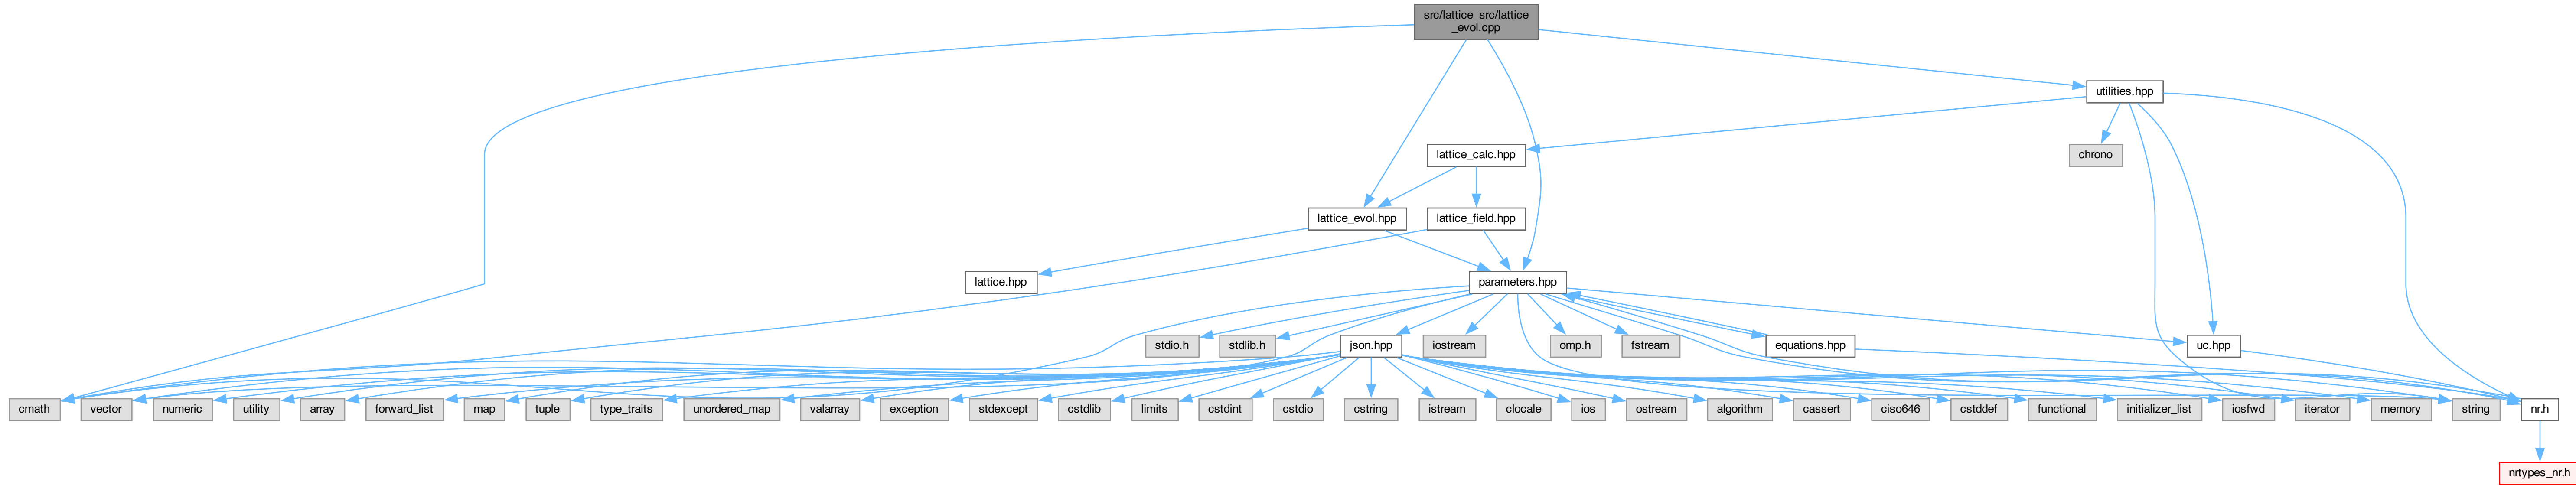 src/lattice_src/lattice
_evol.cpp
utilities.hpp
lattice_calc.hpp
chrono
lattice_evol.hpp
lattice_field.hpp
lattice.hpp
parameters.hpp
stdio.h
stdlib.h
json.hpp
iostream
omp.h
fstream
equations.hpp
uc.hpp
cmath
vector
numeric
utility
array
forward_list
map
tuple
type_traits
unordered_map
valarray
exception
stdexcept
cstdlib
limits
cstdint
cstdio
cstring
istream
clocale
ios
ostream
algorithm
cassert
ciso646
cstddef
functional
initializer_list
iosfwd
iterator
memory
string
nr.h
nrtypes_nr.h